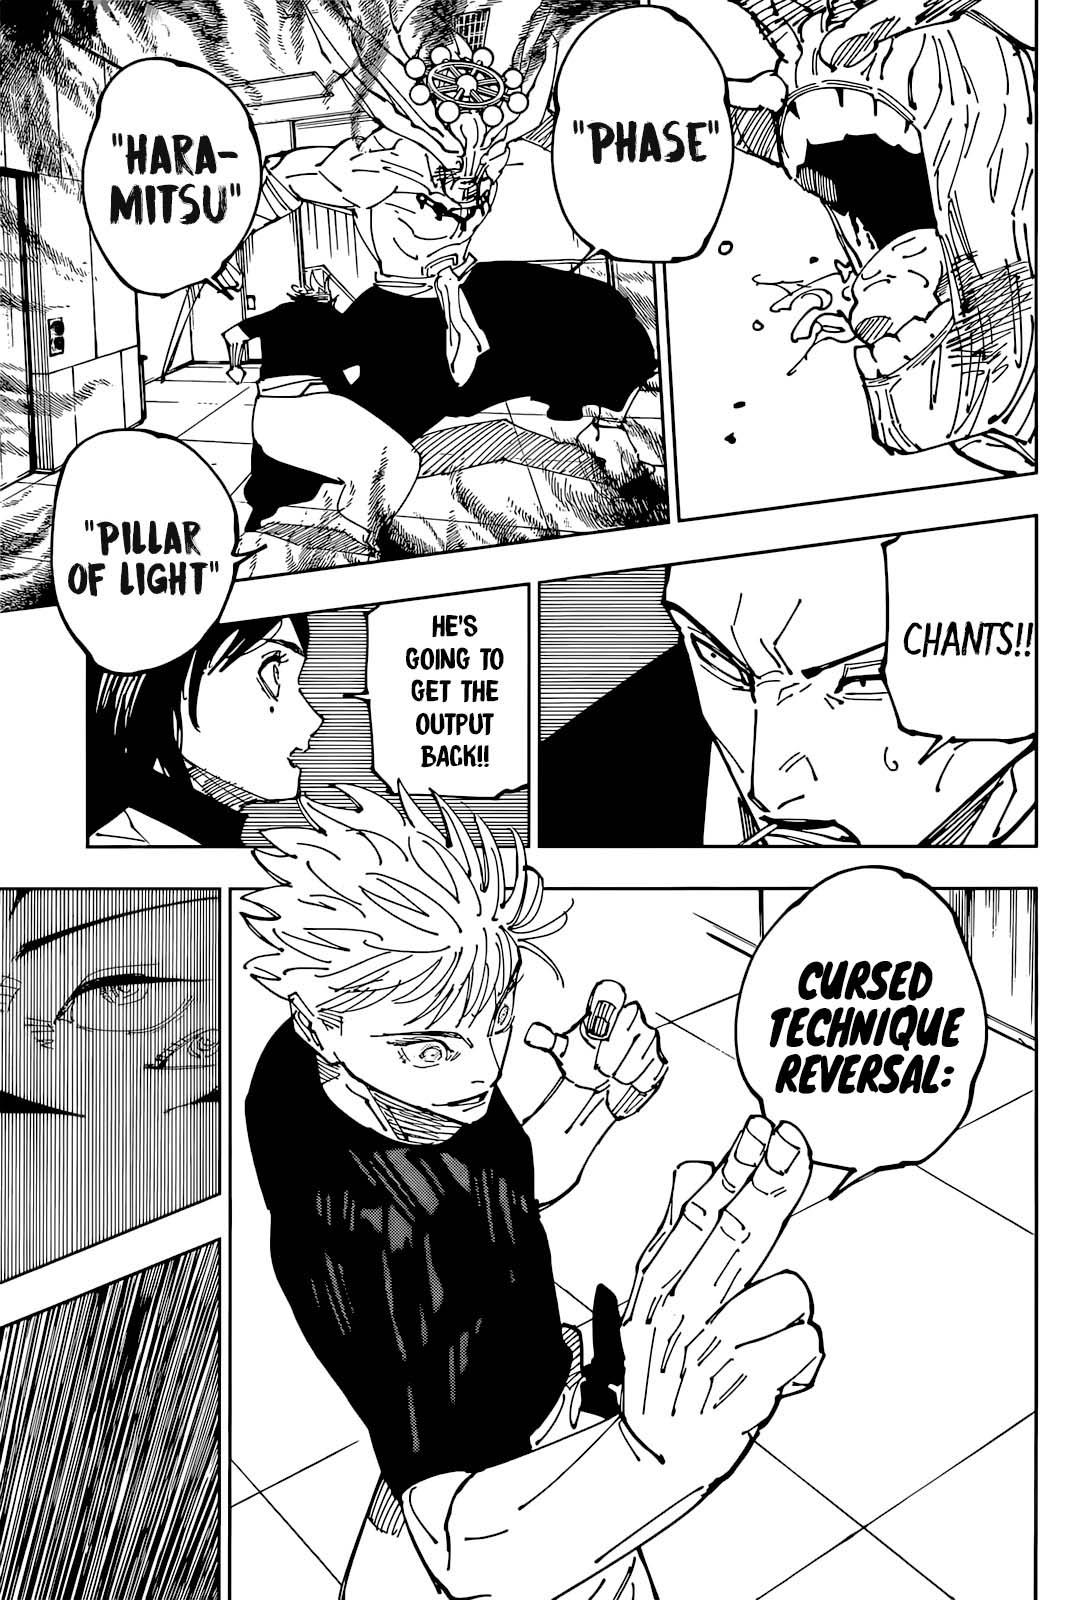 "PHASE"
"HARA-
MITSU"
"PILLAR
OF LIGHT"
CHANTS!!
HE'S
GOING TO
GET THE
OUTPUT
BACK!!
CURSED
TECHNIQUE
REVERSAL: